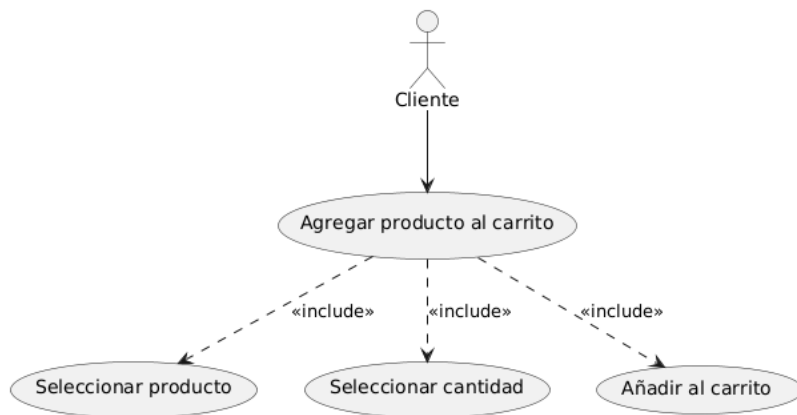 Cliente
Agregar producto al carrito
«include»
«include»
«include»
Seleccionar producto
Seleccionar cantidad
Añadir al carrito